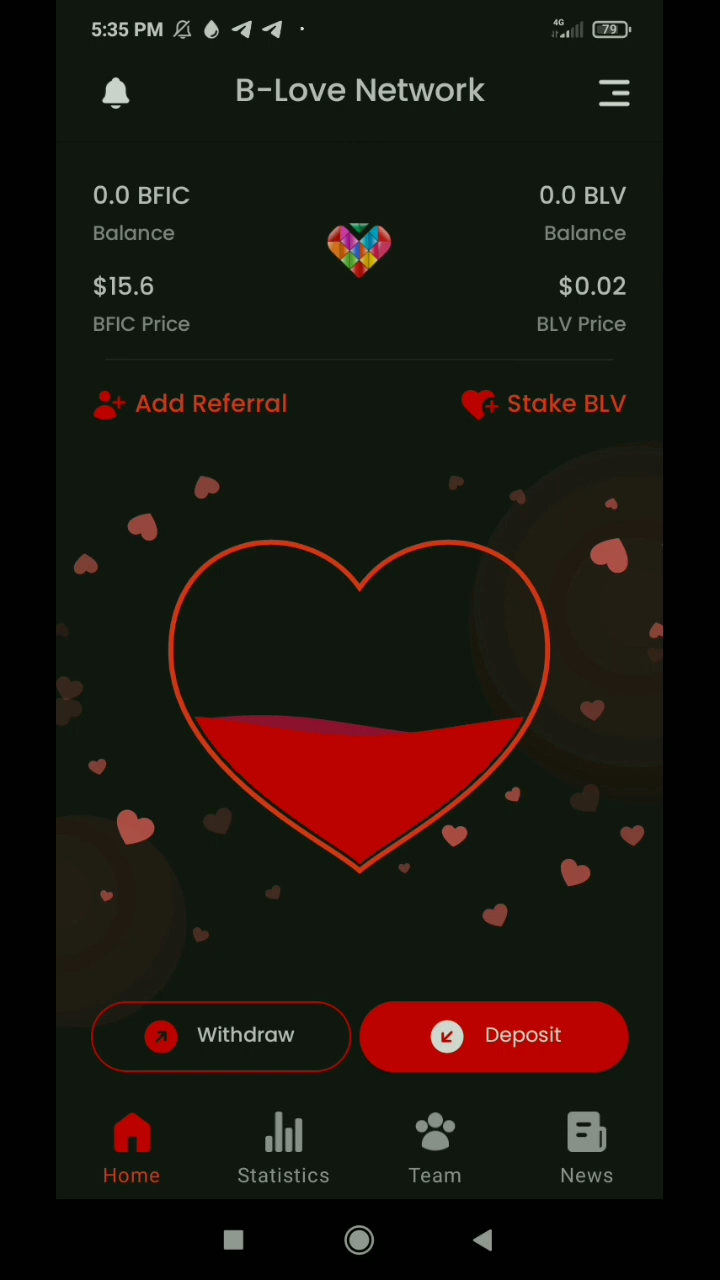 5:35 PM
4G
79
B-Love Network
0.0 BFIC
0.0 BLV
Balance
Balance
$15.6
$0.02
BFIC Price
BLV Price
Add Referral
Stake BLV
Withdraw
Deposit
Home
Statistics
Team
News